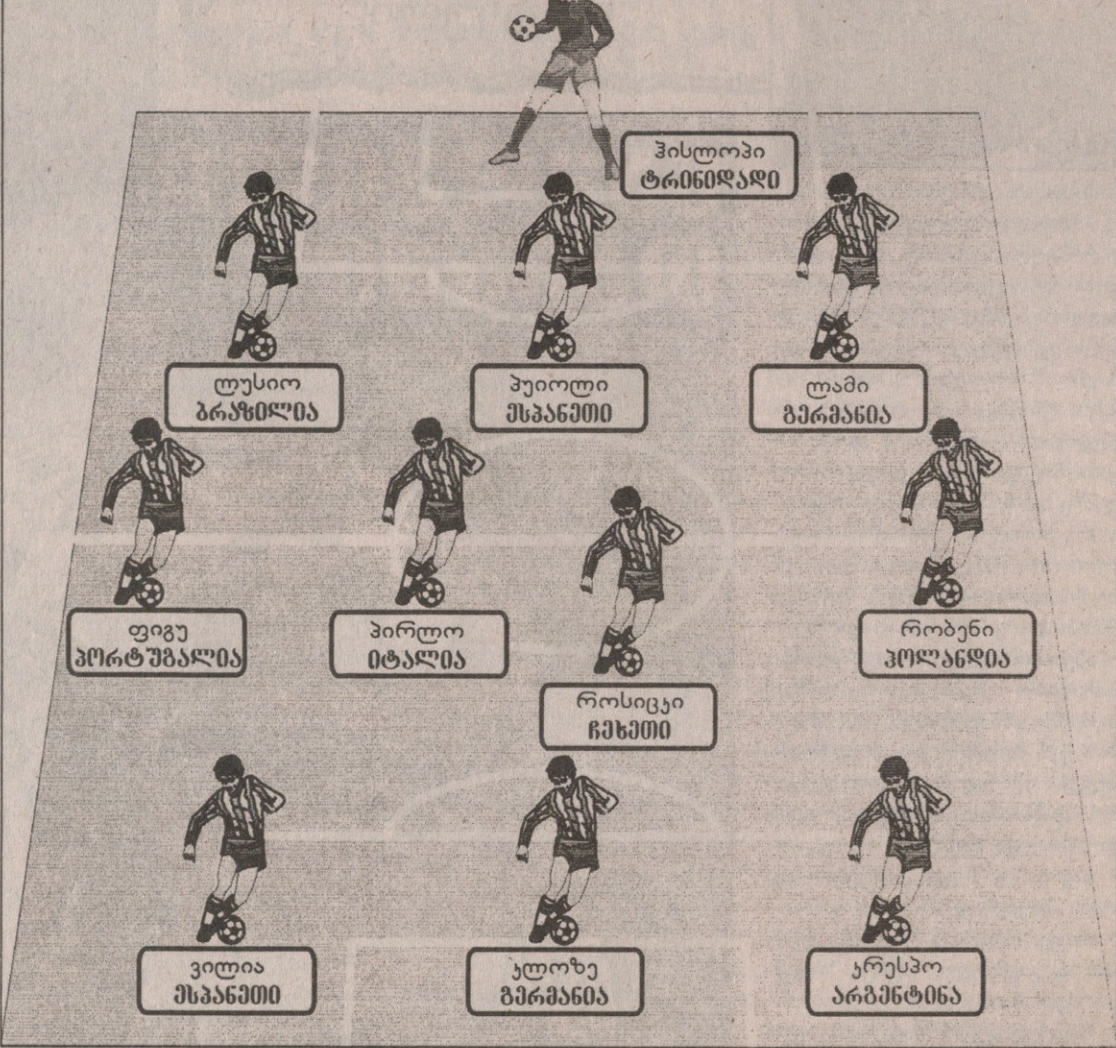 ჰისლოპი
ტრინიდადი
ლუსიო
ბრაზილია
პუიოლი
ესპანეთი
ლამი
გერმანია
ფიგუ
პორტუგალია
პირლო
იტალია
რობენი
ჰოლანდია
როსიცკი
ჩეხეთი
ვილია
ესპანეთი
კლოზე
გერმანია
კრესპო
არგენტინა